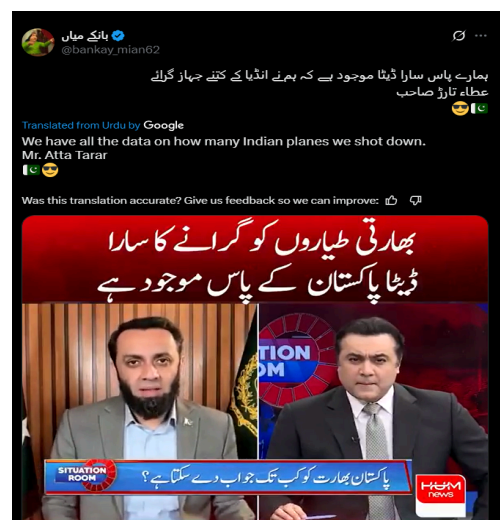 بانکے میاں
@bankay_mian62
ہمارے پاس سارا ڈیٹا موجود ہے کہ ہم نے انڈیا کے کتنے جہاز گرائے
عطاء تارڑ صاحب
Translated from Urdu by Google
We have all the data on how many Indian planes we shot down.
Mr. Atta Tarar
Was this translation accurate? Give us feedback so we can improve:
بھارتی طیاروں کو گرانے کا سارا
ڈیٹا پاکستان کے پاس موجود ہے
TION
OM
SITUATION
ROOM
پاکستان بھارت کو کب تک جواب دے سکتا ہے؟
HUM
news